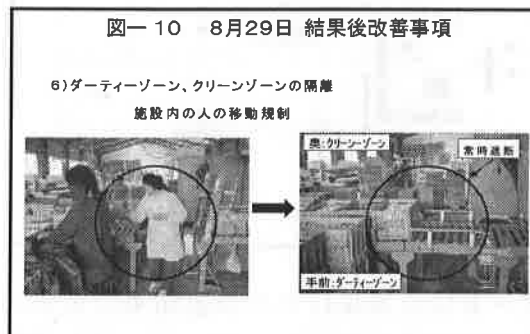 図―10　8月29日 結果後改善事項
6)ダーティーゾーン、クリーンゾーンの隔離
施設内の人の移動規制
奥:クリーン・ゾーン
常時遮断
手前:ダーティーゾーン